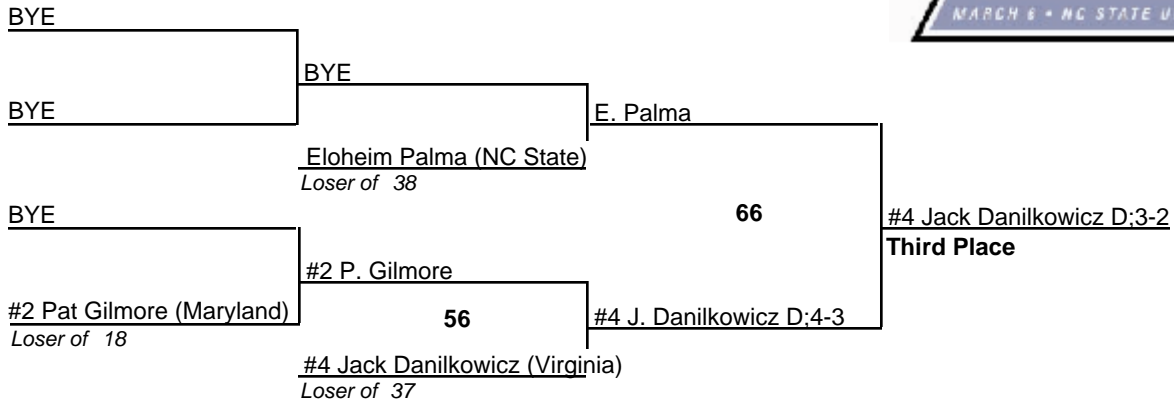 BYE
MARCH 6 • NC STATE U
BYE
BYE
E. Palma
Eloheim Palma (NC State)
Loser of 38
BYE
66
#4 Jack Danilkowicz D;3-2
Third Place
#2 P. Gilmore
#2 Pat Gilmore (Maryland)
56
#4 J. Danilkowicz D;4-3
Loser of 18
#4 Jack Danilkowicz (Virginia)
Loser of 37